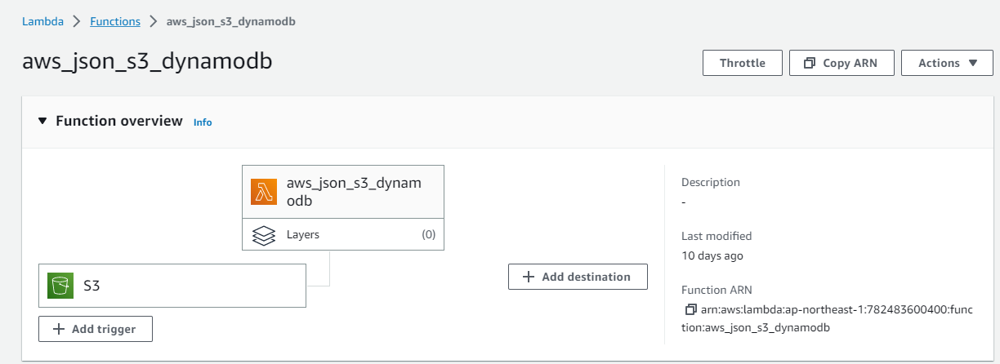 Lambda > Functions > aws_json_s3_dynamodb
aws_json_s3_dynamodb
Throttle
Copy ARN
Actions ▼
▼ Function overview Info
aws_json_s3_dynam
odb
Layers (0)
S3
+ Add trigger
+ Add destination
Description
-
Last modified
10 days ago
Function ARN
arn:aws:lambda:ap-northeast-1:782483600400:func
tion:aws_json_s3_dynamodb